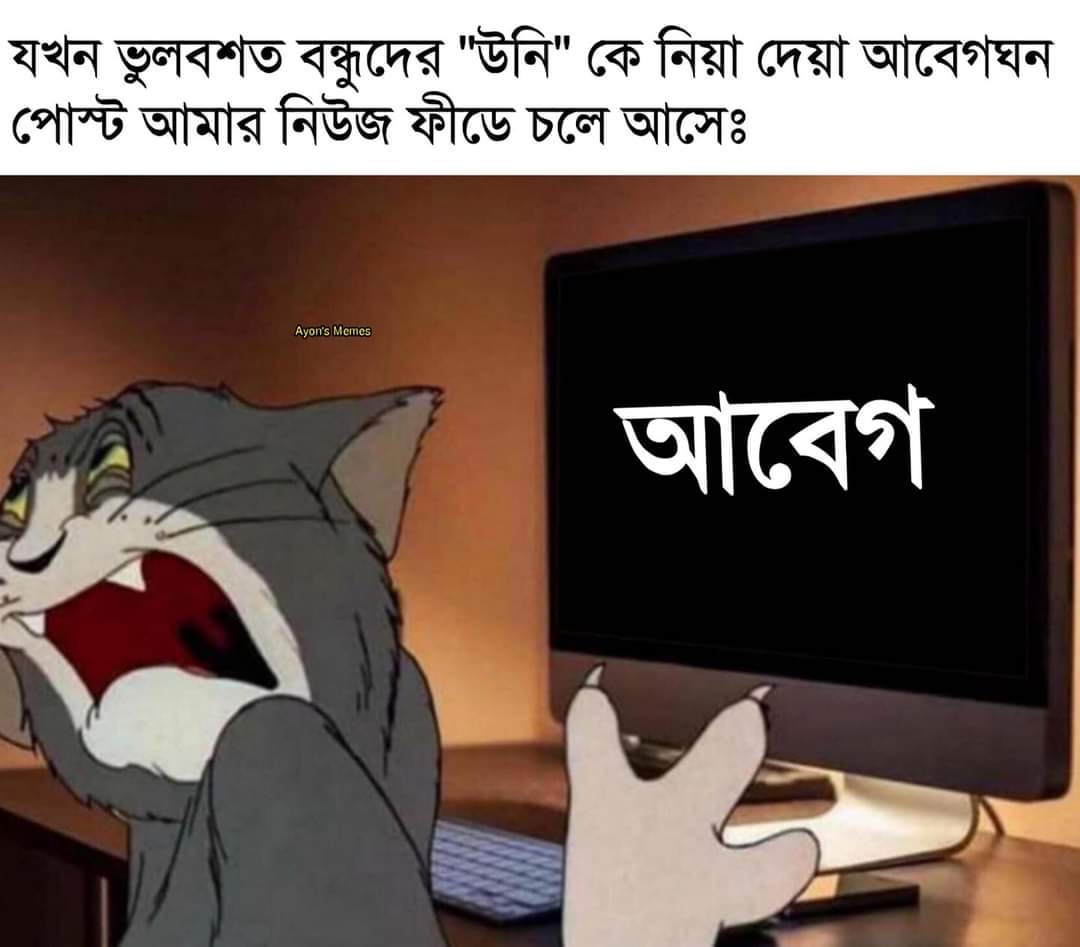 যখন ভুলবশত বন্ধুদের "উনি" কে নিয়া দেয়া আবেগঘন
পোস্ট আমার নিউজ ফীডে চলে আসেঃ
Ayon's Memes
আবেগ